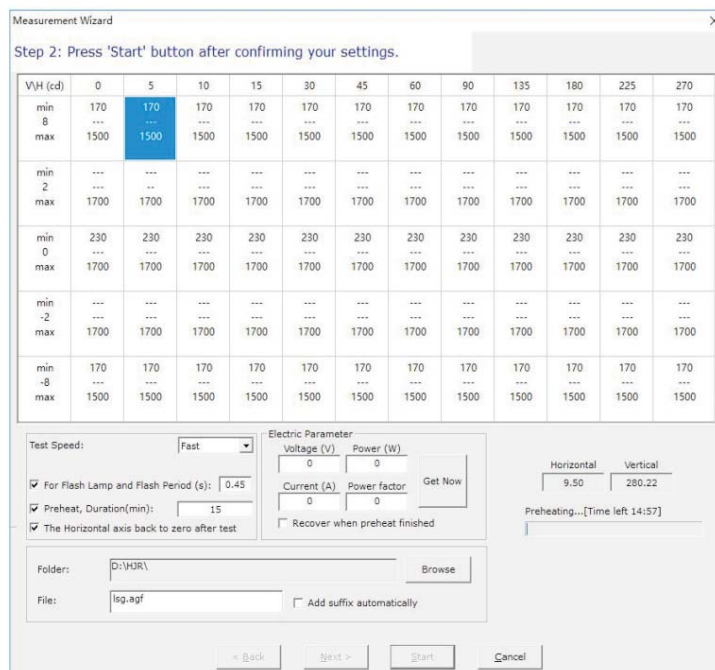 Measurement Wizard
Step 2: Press 'Start' button after confirming your settings.
V\H (cd) 0 5 10 15 30 45 60 90 135 180 225 270
min 170 170 170 170 170 170 170 170 170 170 170 170
8 --- --- --- --- --- --- --- --- --- --- --- ---
max 1500 1500 1500 1500 1500 1500 1500 1500 1500 1500 1500 1500
min --- --- --- --- --- --- --- --- --- --- --- ---
2 --- -- --- --- --- --- --- --- --- --- --- ---
max 1700 1700 1700 1700 1700 1700 1700 1700 1700 1700 1700 1700
min 230 230 230 230 230 230 230 230 230 230 230 230
0 --- --- --- --- --- --- --- --- --- --- --- ---
max 1700 1700 1700 1700 1700 1700 1700 1700 1700 1700 1700 1700
min --- --- --- --- --- --- --- --- --- --- --- ---
-2 --- --- --- --- --- --- --- --- --- --- --- ---
max 1700 1700 1700 1700 1700 1700 1700 1700 1700 1700 1700 1700
min 170 170 170 170 170 170 170 170 170 170 170 170
-8 --- --- --- --- --- --- --- --- --- --- --- ---
max 1500 1500 1500 1500 1500 1500 1500 1500 1500 1500 1500 1500
Test Speed: Fast
For Flash Lamp and Flash Period (s): 0.45
Preheat, Duration(min): 15
The Horizontal axis back to zero after test
Electric Parameter
Voltage (V) Power (W)
0 0
Current (A) Power factor
0 0
Get Now
Recover when preheat finished
Horizontal Vertical
9.50 280.22
Preheating...[Time left 14:57]
Folder: D:\HJR\ Browse
File: lsg.agf Add suffix automatically
< Back Next > Start Cancel